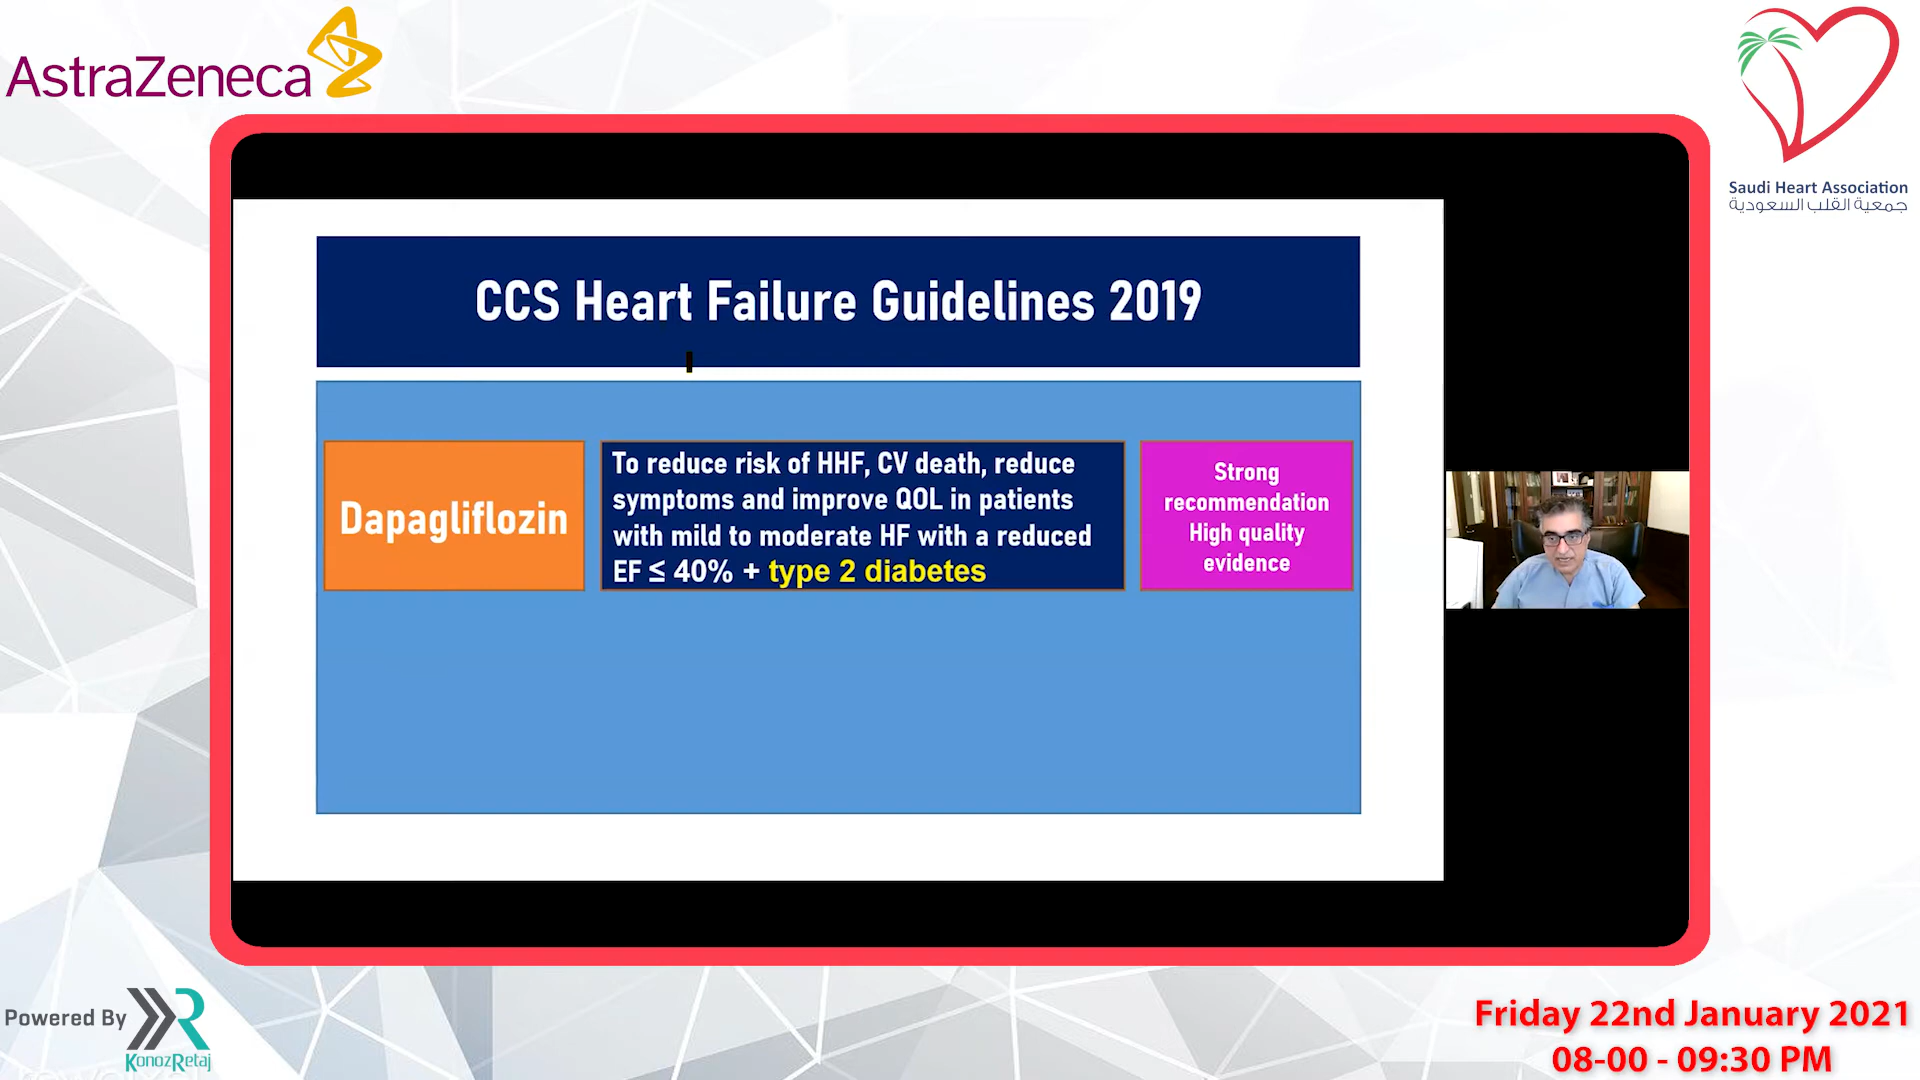 AstraZeneca
Saudi Heart Association
جمعية القلب السعودية
CCS Heart Failure Guidelines 2019
Dapagliflozin
To reduce risk of HHF, CV death, reduce
symptoms and improve QOL in patients
with mild to moderate HF with a reduced
EF ≤ 40% + type 2 diabetes
Strong
recommendation
High quality
evidence
Powered By
KonozRetaj
Friday 22nd January 2021
08-00 - 09:30 PM